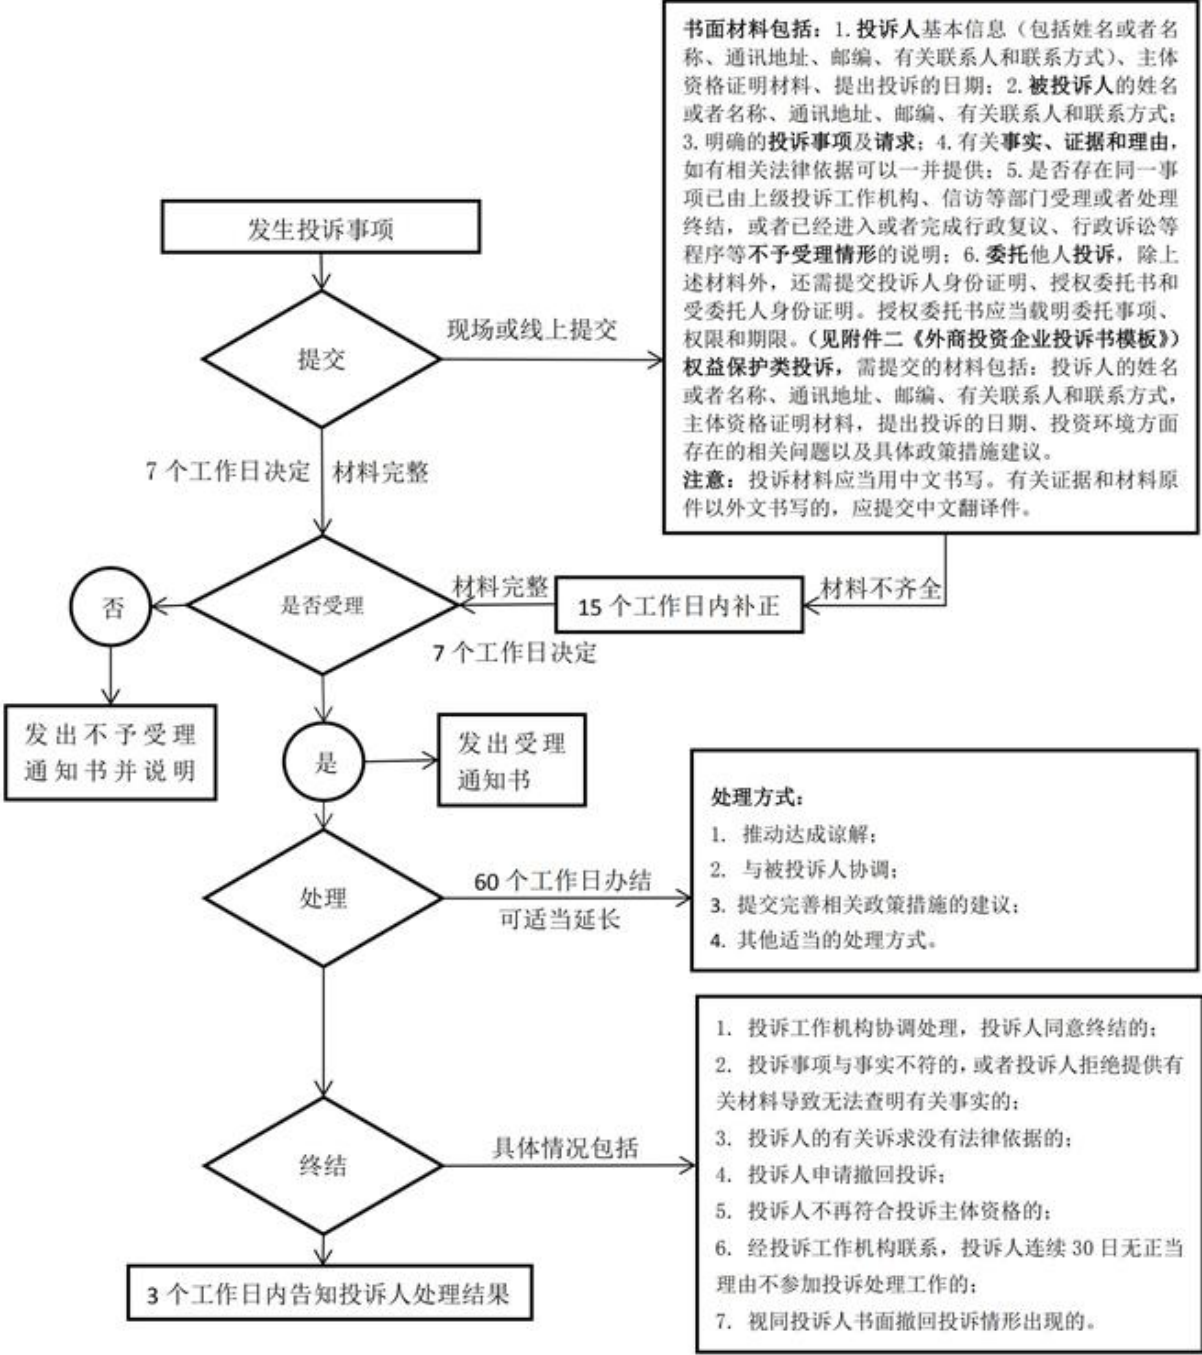 书面材料包括：1.投诉人基本信息（包括姓名或者名
称、通讯地址、邮编、有关联系人和联系方式）、主体
资格证明材料、提出投诉的日期；2.被投诉人的姓名
或者名称、通讯地址、邮编、有关联系人和联系方式；
3.明确的投诉事项及请求；4.有关事实、证据和理由，
如有相关法律依据可以一并提供；5.是否存在同一事
项已由上级投诉工作机构、信访等部门受理或者处理
终结，或者已经进入或者完成行政复议、行政诉讼等
程序等不予受理情形的说明；6.委托他人投诉，除上
述材料外，还需提交投诉人身份证明、授权委托书和
受委托人身份证明。授权委托书应当载明委托事项、
权限和期限。（见附件二《外商投资企业投诉书模板》）
权益保护类投诉，需提交的材料包括：投诉人的姓名
或者名称、通讯地址、邮编、有关联系人和联系方式，
主体资格证明材料，提出投诉的日期、投资环境方面
存在的相关问题以及具体政策措施建议。
注意：投诉材料应当用中文书写。有关证据和材料原
件以外文书写的，应提交中文翻译件。
发生投诉事项
现场或线上提交
提交
7个工作日决定 材料完整
材料完整
材料不齐全
否
是否受理
15个工作日内补正
7个工作日决定
发出不予受理
通知书并说明
是
发出受理
通知书
处理
60个工作日办结
可适当延长
处理方式：
1. 推动达成谅解；
2. 与被投诉人协调；
3. 提交完善相关政策措施的建议；
4. 其他适当的处理方式。
终结
具体情况包括
1. 投诉工作机构协调处理，投诉人同意终结的；
2. 投诉事项与事实不符的，或者投诉人拒绝提供有
关材料导致无法查明有关事实的；
3. 投诉人的有关诉求没有法律依据的；
4. 投诉人申请撤回投诉；
5. 投诉人不再符合投诉主体资格的；
6. 经投诉工作机构联系，投诉人连续30日无正当
理由不参加投诉处理工作的；
7. 视同投诉人书面撤回投诉情形出现的。
3个工作日内告知投诉人处理结果